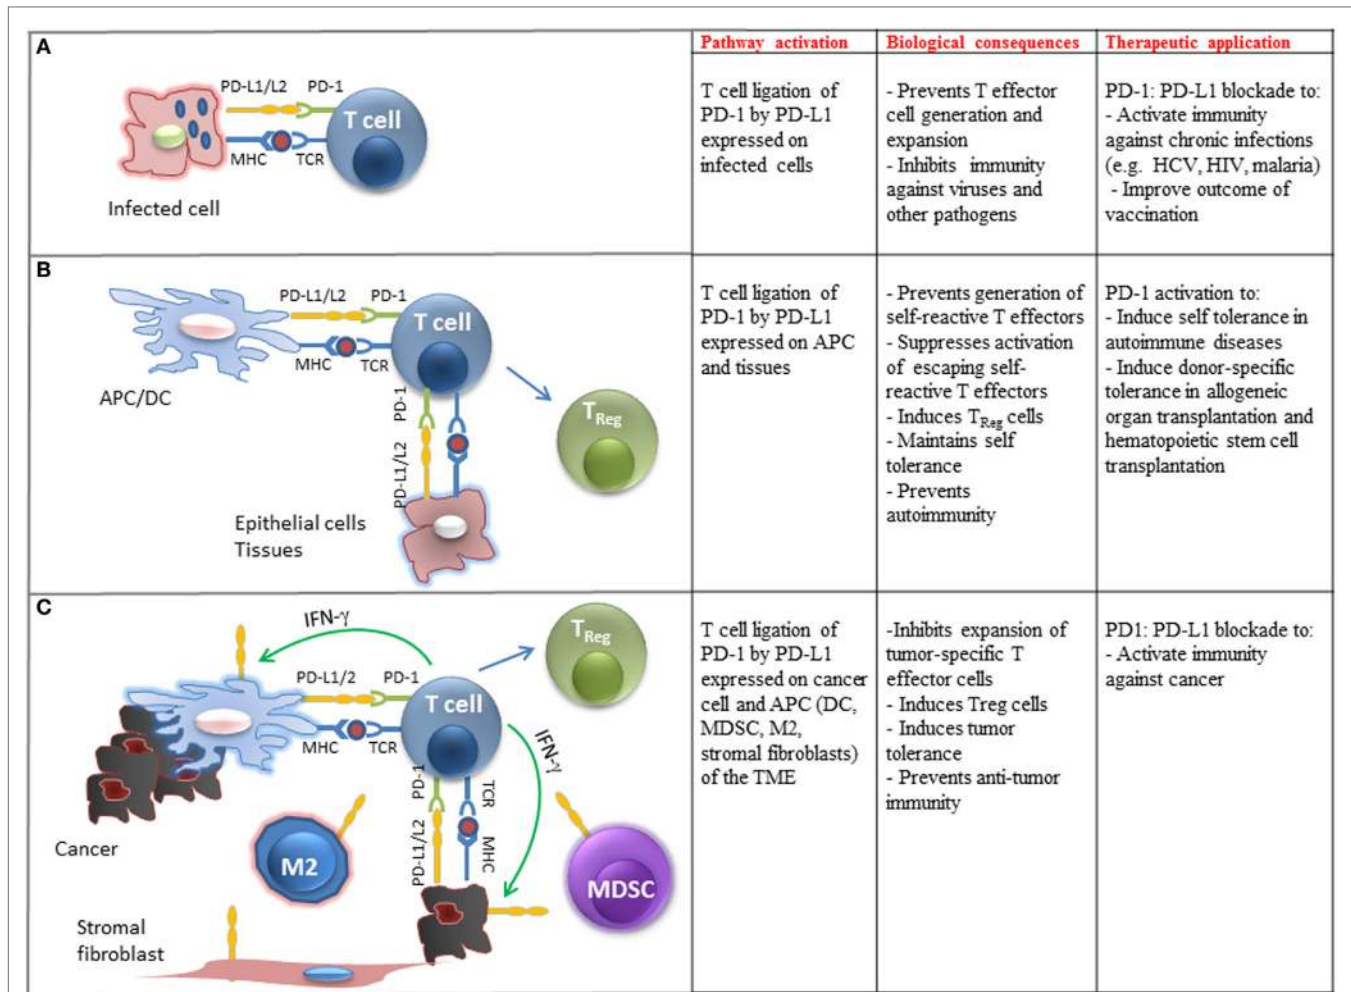 Pathway activation
Biological consequences
Therapeutic application
A
PD-L1/L2
PD-1
T cell
MHC
TCR
Infected cell
T cell ligation of
PD-1 by PD-L1
expressed on
infected cells
- Prevents T effector
cell generation and
expansion
- Inhibits immunity
against viruses and
other pathogens
PD-1: PD-L1 blockade to:
- Activate immunity
against chronic infections
(e.g. HCV, HIV, malaria)
- Improve outcome of
vaccination
B
PD-L1/L2
PD-1
T cell
MHC
TCR
APC/DC
PD-1
PD-L1/L2
TReg
Epithelial cells
Tissues
T cell ligation of
PD-1 by PD-L1
expressed on APC
and tissues
- Prevents generation of
self-reactive T effectors
- Suppresses activation
of escaping self-
reactive T effectors
- Induces TReg cells
- Maintains self
tolerance
- Prevents
autoimmunity
PD-1 activation to:
- Induce self tolerance in
autoimmune diseases
- Induce donor-specific
tolerance in allogeneic
organ transplantation and
hematopoietic stem cell
transplantation
C
IFN-γ
TReg
PD-L1/2
PD-1
T cell
MHC
TCR
IFN-γ
PD-1
TCR
PD-L1/L2
MHC
Cancer
M2
MDSC
Stromal
fibroblast
T cell ligation of
PD-1 by PD-L1
expressed on cancer
cell and APC (DC,
MDSC, M2,
stromal fibroblasts)
of the TME
-Inhibits expansion of
tumor-specific T
effector cells
- Induces Treg cells
- Induces tumor
tolerance
- Prevents anti-tumor
immunity
PD1: PD-L1 blockade to:
- Activate immunity
against cancer